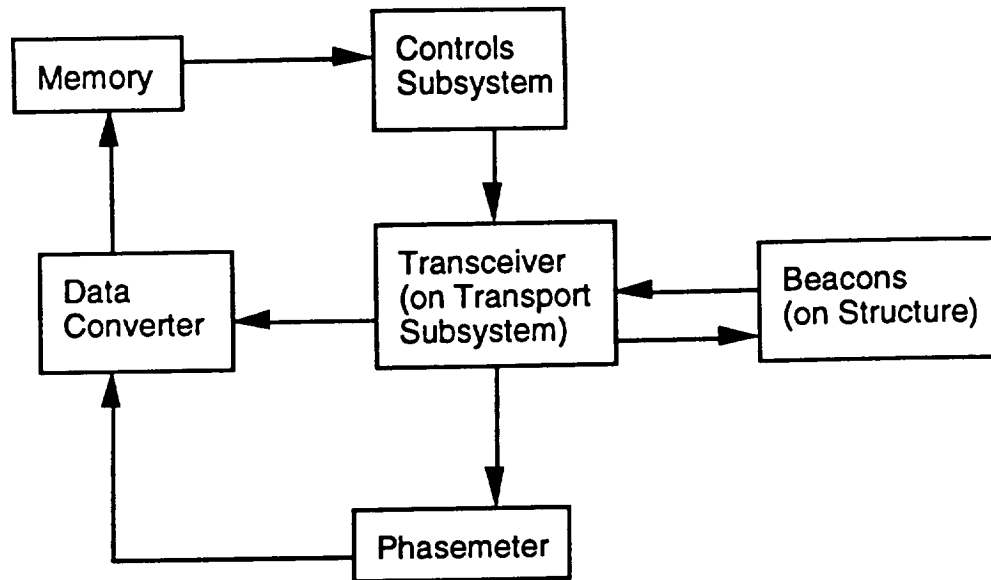 Memory
Controls
Subsystem
Data
Converter
Transceiver
(on Transport
Subsystem)
Beacons
(on Structure)
Phasemeter